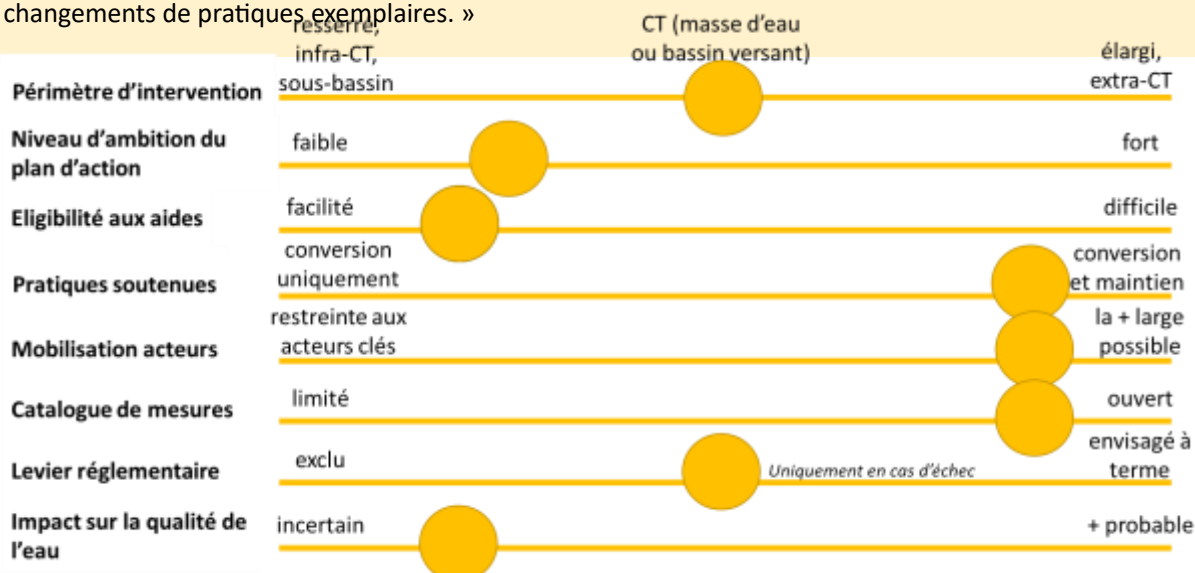 changements de pratiques exemplaires. »
resserré,
infra-CT,
sous-bassin
CT (masse d'eau
ou bassin versant)
élargi,
extra-CT
Périmètre d'intervention
Niveau d'ambition du
plan d'action
faible
fort
Eligibilité aux aides
facilité
difficile
Pratiques soutenues
conversion
uniquement
conversion
et maintien
Mobilisation acteurs
restreinte aux
acteurs clés
la + large
possible
Catalogue de mesures
limité
ouvert
Levier réglementaire
exclu
Uniquement en cas d'échec
envisagé à
terme
Impact sur la qualité de
l'eau
incertain
+ probable